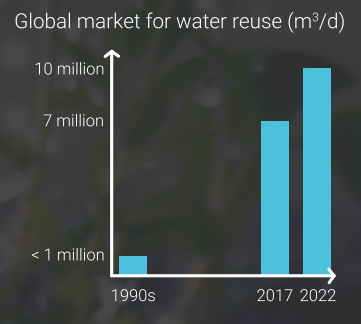 Global market for water reuse (m³/d)
10 million
7 million
< 1 million
1990s
2017 2022